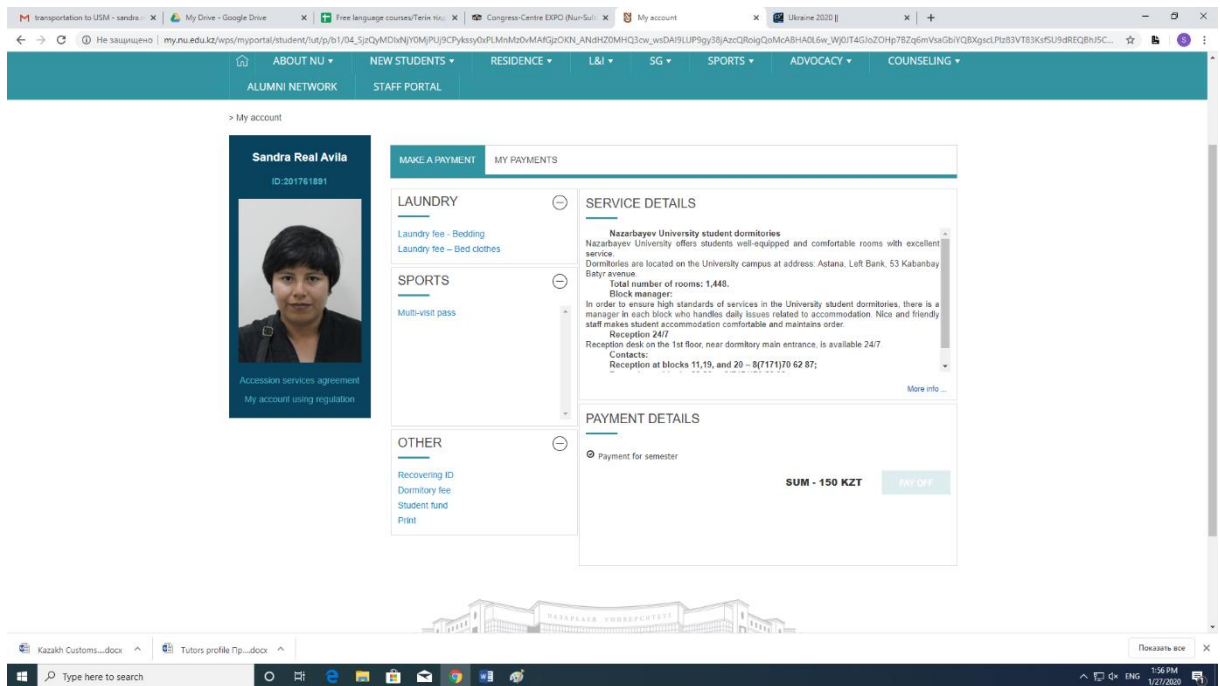 transportation to USM - sandra.
My Drive - Google Drive
Free language courses/Тегін тілд
Congress-Centre EXPO (Nur-Sult
My account
Ukraine 2020 ||
Не защищено
ABOUT NU
NEW STUDENTS
RESIDENCE
L&I
SG
SPORTS
ADVOCACY
COUNSELING
ALUMNI NETWORK
STAFF PORTAL
> My account
Sandra Real Avila
ID:201761891
Accession services agreement
My account using regulation
MAKE A PAYMENT
MY PAYMENTS
LAUNDRY
Laundry fee - Bedding
Laundry fee – Bed clothes
SPORTS
Multi-visit pass
OTHER
Recovering ID
Dormitory fee
Student fund
Print
SERVICE DETAILS
Nazarbayev University student dormitories
Nazarbayev University offers students well-equipped and comfortable rooms with excellent
service.
Dormitories are located on the University campus at address: Astana, Left Bank, 53 Kabanbay
Batyr avenue.
Total number of rooms: 1,448.
Block manager:
In order to ensure high standards of services in the University student dormitories, there is a
manager in each block who handles daily issues related to accommodation. Nice and friendly
staff makes student accommodation comfortable and maintains order.
Reception 24/7
Reception desk on the 1st floor, near dormitory main entrance, is available 24/7
Contacts:
Reception at blocks 11,19, and 20 – 8(7171)70 62 87;
More info ...
PAYMENT DETAILS
Payment for semester
SUM - 150 KZT
PAY OFF
Kazakh Customs....docx
Tutors profile Пр....docx
Показать все
Type here to search
ENG
1:56 PM
1/27/2020